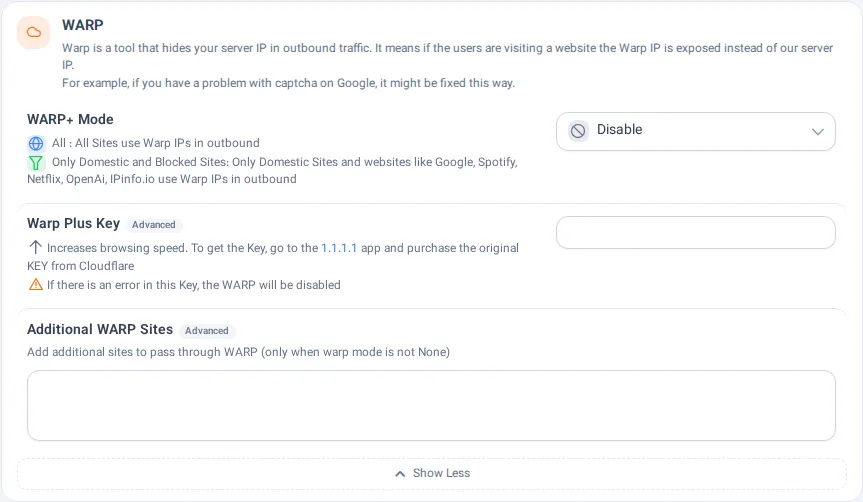 WARP
Warp is a tool that hides your server IP in outbound traffic. It means if the users are visiting a website the Warp IP is exposed instead of our server
IP.
For example, if you have a problem with captcha on Google, it might be fixed this way.
WARP+ Mode
All : All Sites use Warp IPs in outbound
Only Domestic and Blocked Sites: Only Domestic Sites and websites like Google, Spotify,
Netflix, OpenAi, IPinfo.io use Warp IPs in outbound
Disable
Warp Plus Key Advanced
Increases browsing speed. To get the Key, go to the 1.1.1.1 app and purchase the original
KEY from Cloudflare
If there is an error in this Key, the WARP will be disabled
Additional WARP Sites Advanced
Add additional sites to pass through WARP (only when warp mode is not None)
Show Less